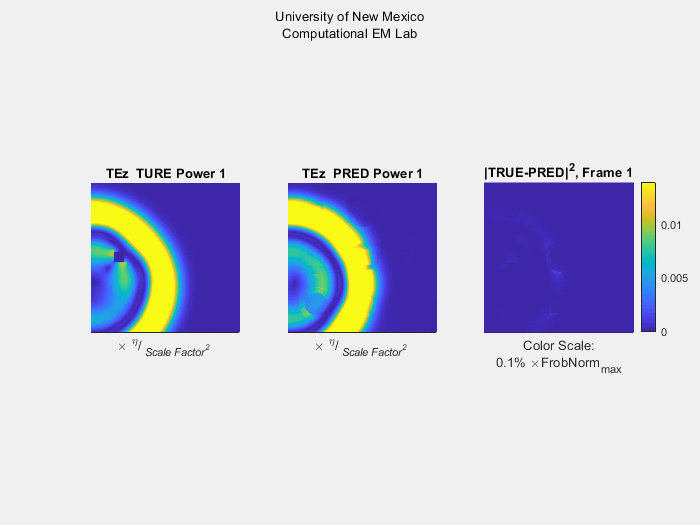 University of New Mexico
Computational EM Lab
TEz TURE Power 1
TEz PRED Power 1
|TRUE-PRED|², Frame 1
0.01
0.005
0
× η/ Scale Factor²
× η/ Scale Factor²
Color Scale:
0.1% ×FrobNorm_max